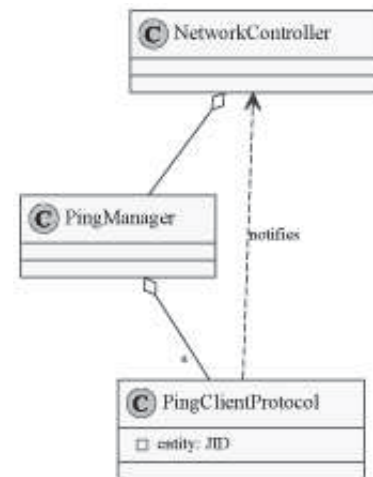 C NetworkController
C PingManager
notifies
*
C PingClientProtocol
entity: JID